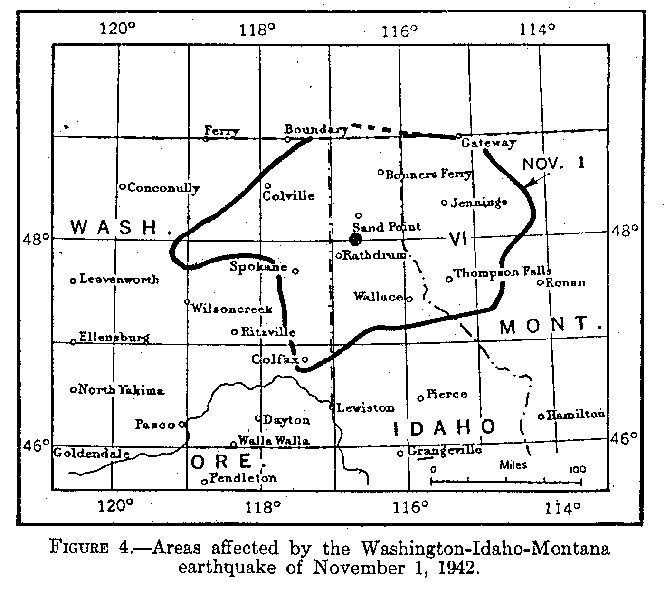 120° 118° 116° 114°
Ferry
Boundary
Gateway
NOV. 1
Bonners Ferry
Conconully
Colville
Jennings
WASH.
Sand Point
48°
VI
48°
Rathdrum
Spokane
Thompson Falls
Leavenworth
Ronan
Wallace
Wilsoncreek
MONT.
Ritzville
Ellensburg
Colfax
North Yakima
Pierce
Lewiston
Hamilton
Pasco
Dayton
IDAHO
Walla Walla
46°
46°
Goldendale
Grangeville
ORE.
Miles
0 100
Pendleton
120° 118° 116° 114°
FIGURE 4.—Areas affected by the Washington-Idaho-Montana
earthquake of November 1, 1942.